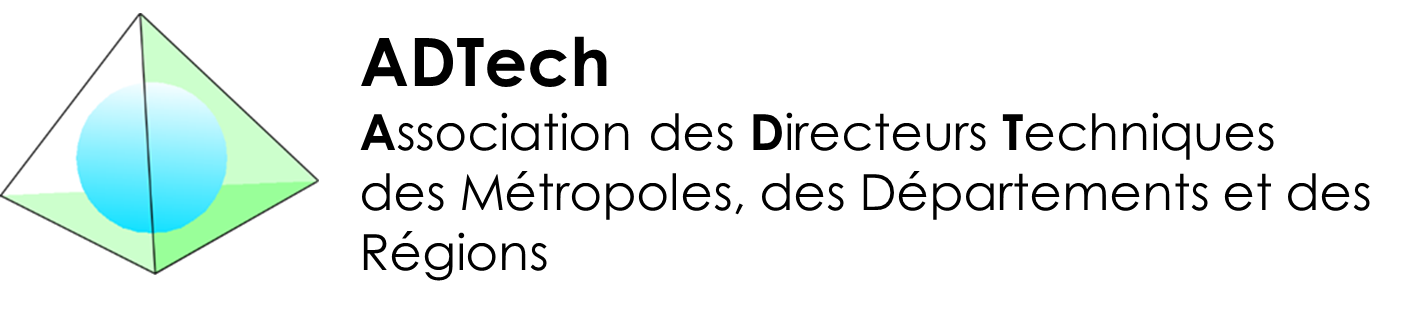 ADTech
Association des Directeurs Techniques
des Métropoles, des Départements et des
Régions